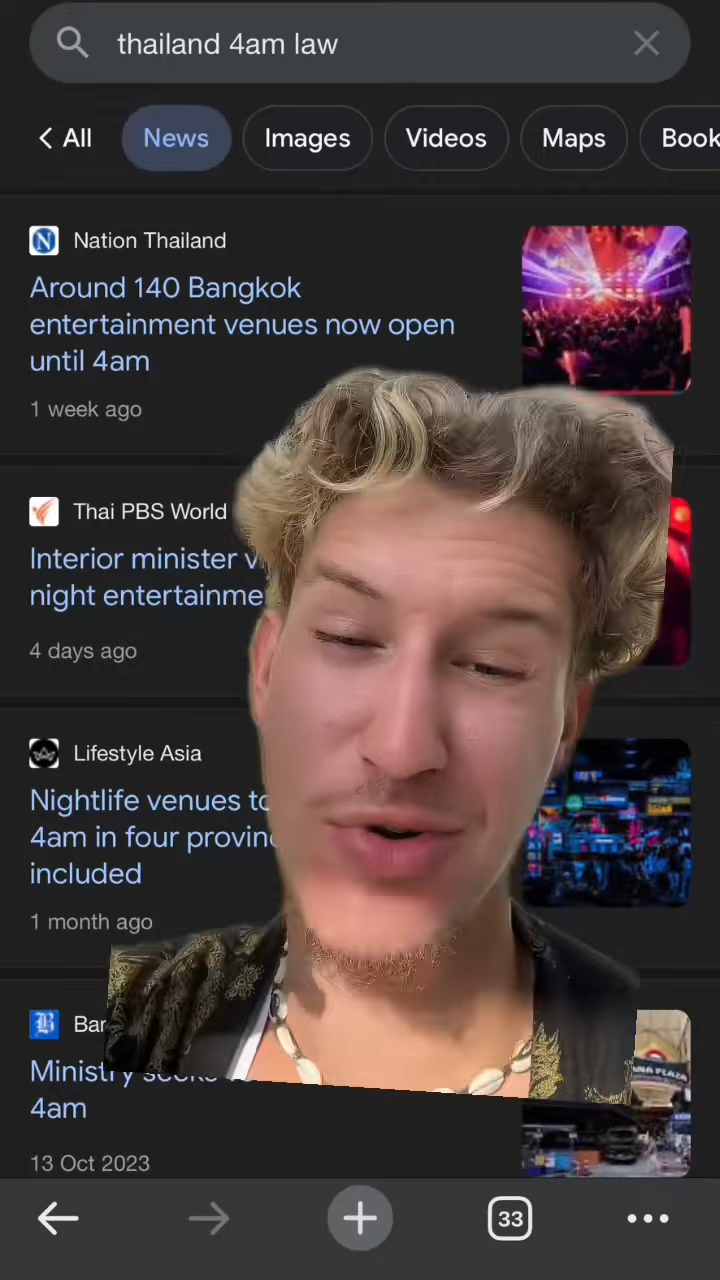 thailand 4am law
All News Images Videos Maps Book
Nation Thailand
Around 140 Bangkok
entertainment venues now open
until 4am
1 week ago
Thai PBS World
Interior minister
night
4 days ago
Lifestyle Asia
Nightlife venues to
4am in four
included
1 month ago
Ministry
4am
13 Oct 2023
33